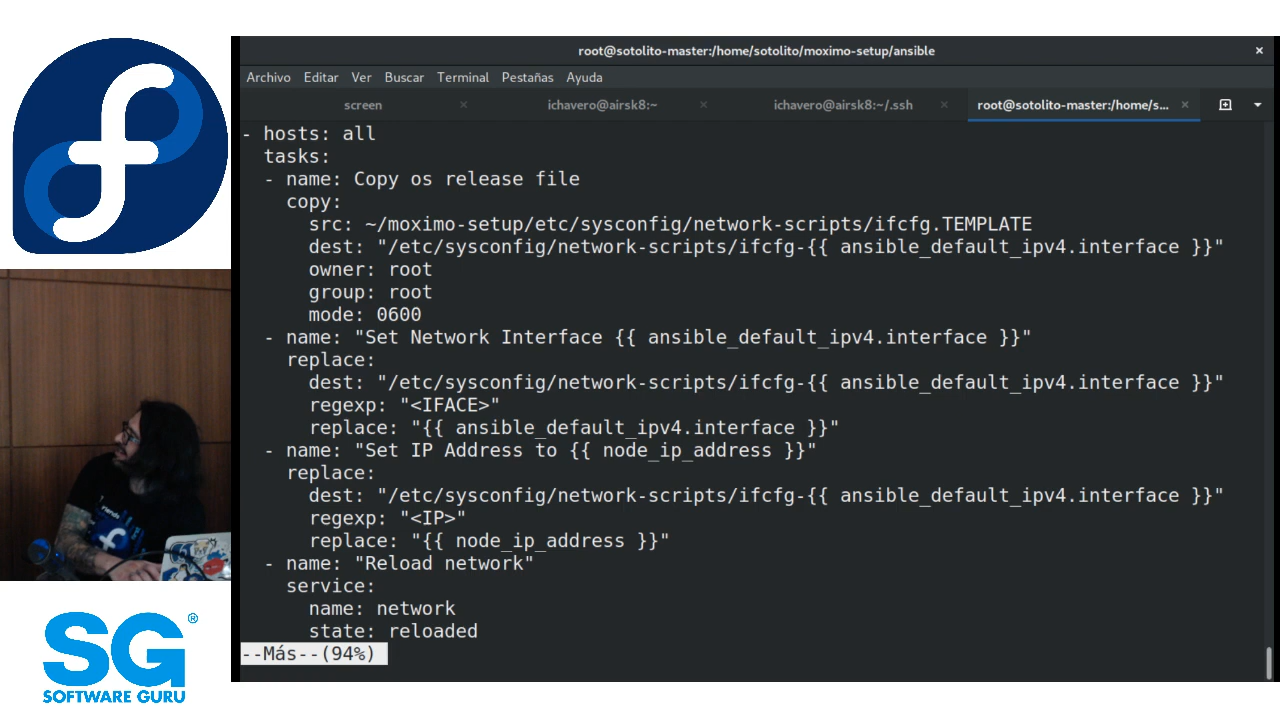 root@sotolito-master:/home/sotolito/moximo-setup/ansible
Archivo Editar Ver Buscar Terminal Pestañas Ayuda
screen ichavero@airsk8:~ ichavero@airsk8:~/.ssh root@sotolito-master:/home/s...
- hosts: all
  tasks:
  - name: Copy os release file
    copy:
      src: ~/moximo-setup/etc/sysconfig/network-scripts/ifcfg.TEMPLATE
      dest: "/etc/sysconfig/network-scripts/ifcfg-{{ ansible_default_ipv4.interface }}"
      owner: root
      group: root
      mode: 0600
  - name: "Set Network Interface {{ ansible_default_ipv4.interface }}"
    replace:
      dest: "/etc/sysconfig/network-scripts/ifcfg-{{ ansible_default_ipv4.interface }}"
      regexp: "<IFACE>"
      replace: "{{ ansible_default_ipv4.interface }}"
  - name: "Set IP Address to {{ node_ip_address }}"
    replace:
      dest: "/etc/sysconfig/network-scripts/ifcfg-{{ ansible_default_ipv4.interface }}"
      regexp: "<IP>"
      replace: "{{ node_ip_address }}"
  - name: "Reload network"
    service:
      name: network
      state: reloaded
--Más--(94%)
SG®
SOFTWARE GURU